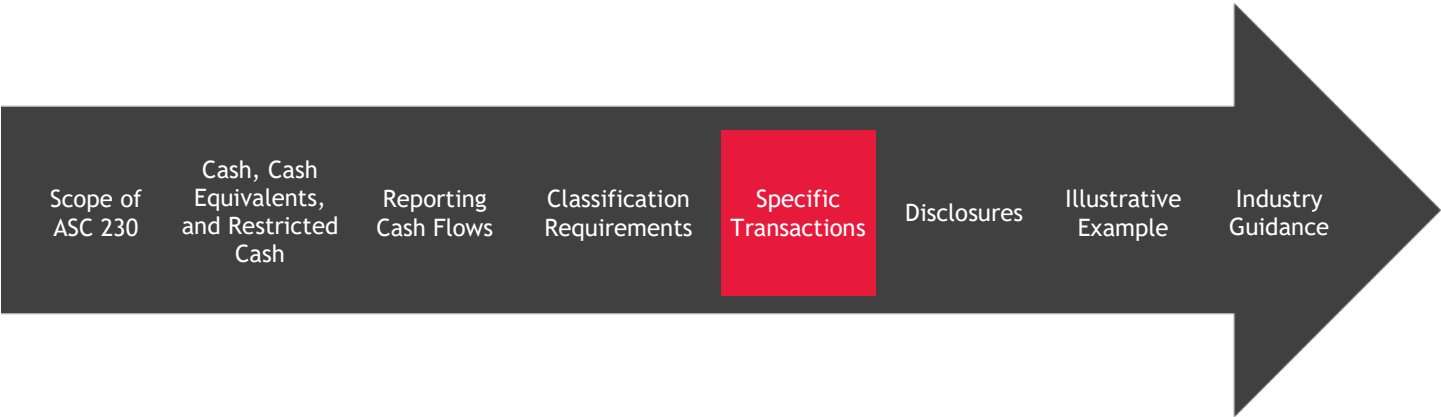 Scope of
ASC 230
Cash, Cash
Equivalents,
and Restricted
Cash
Reporting
Cash Flows
Classification
Requirements
Specific
Transactions
Disclosures
Illustrative
Example
Industry
Guidance